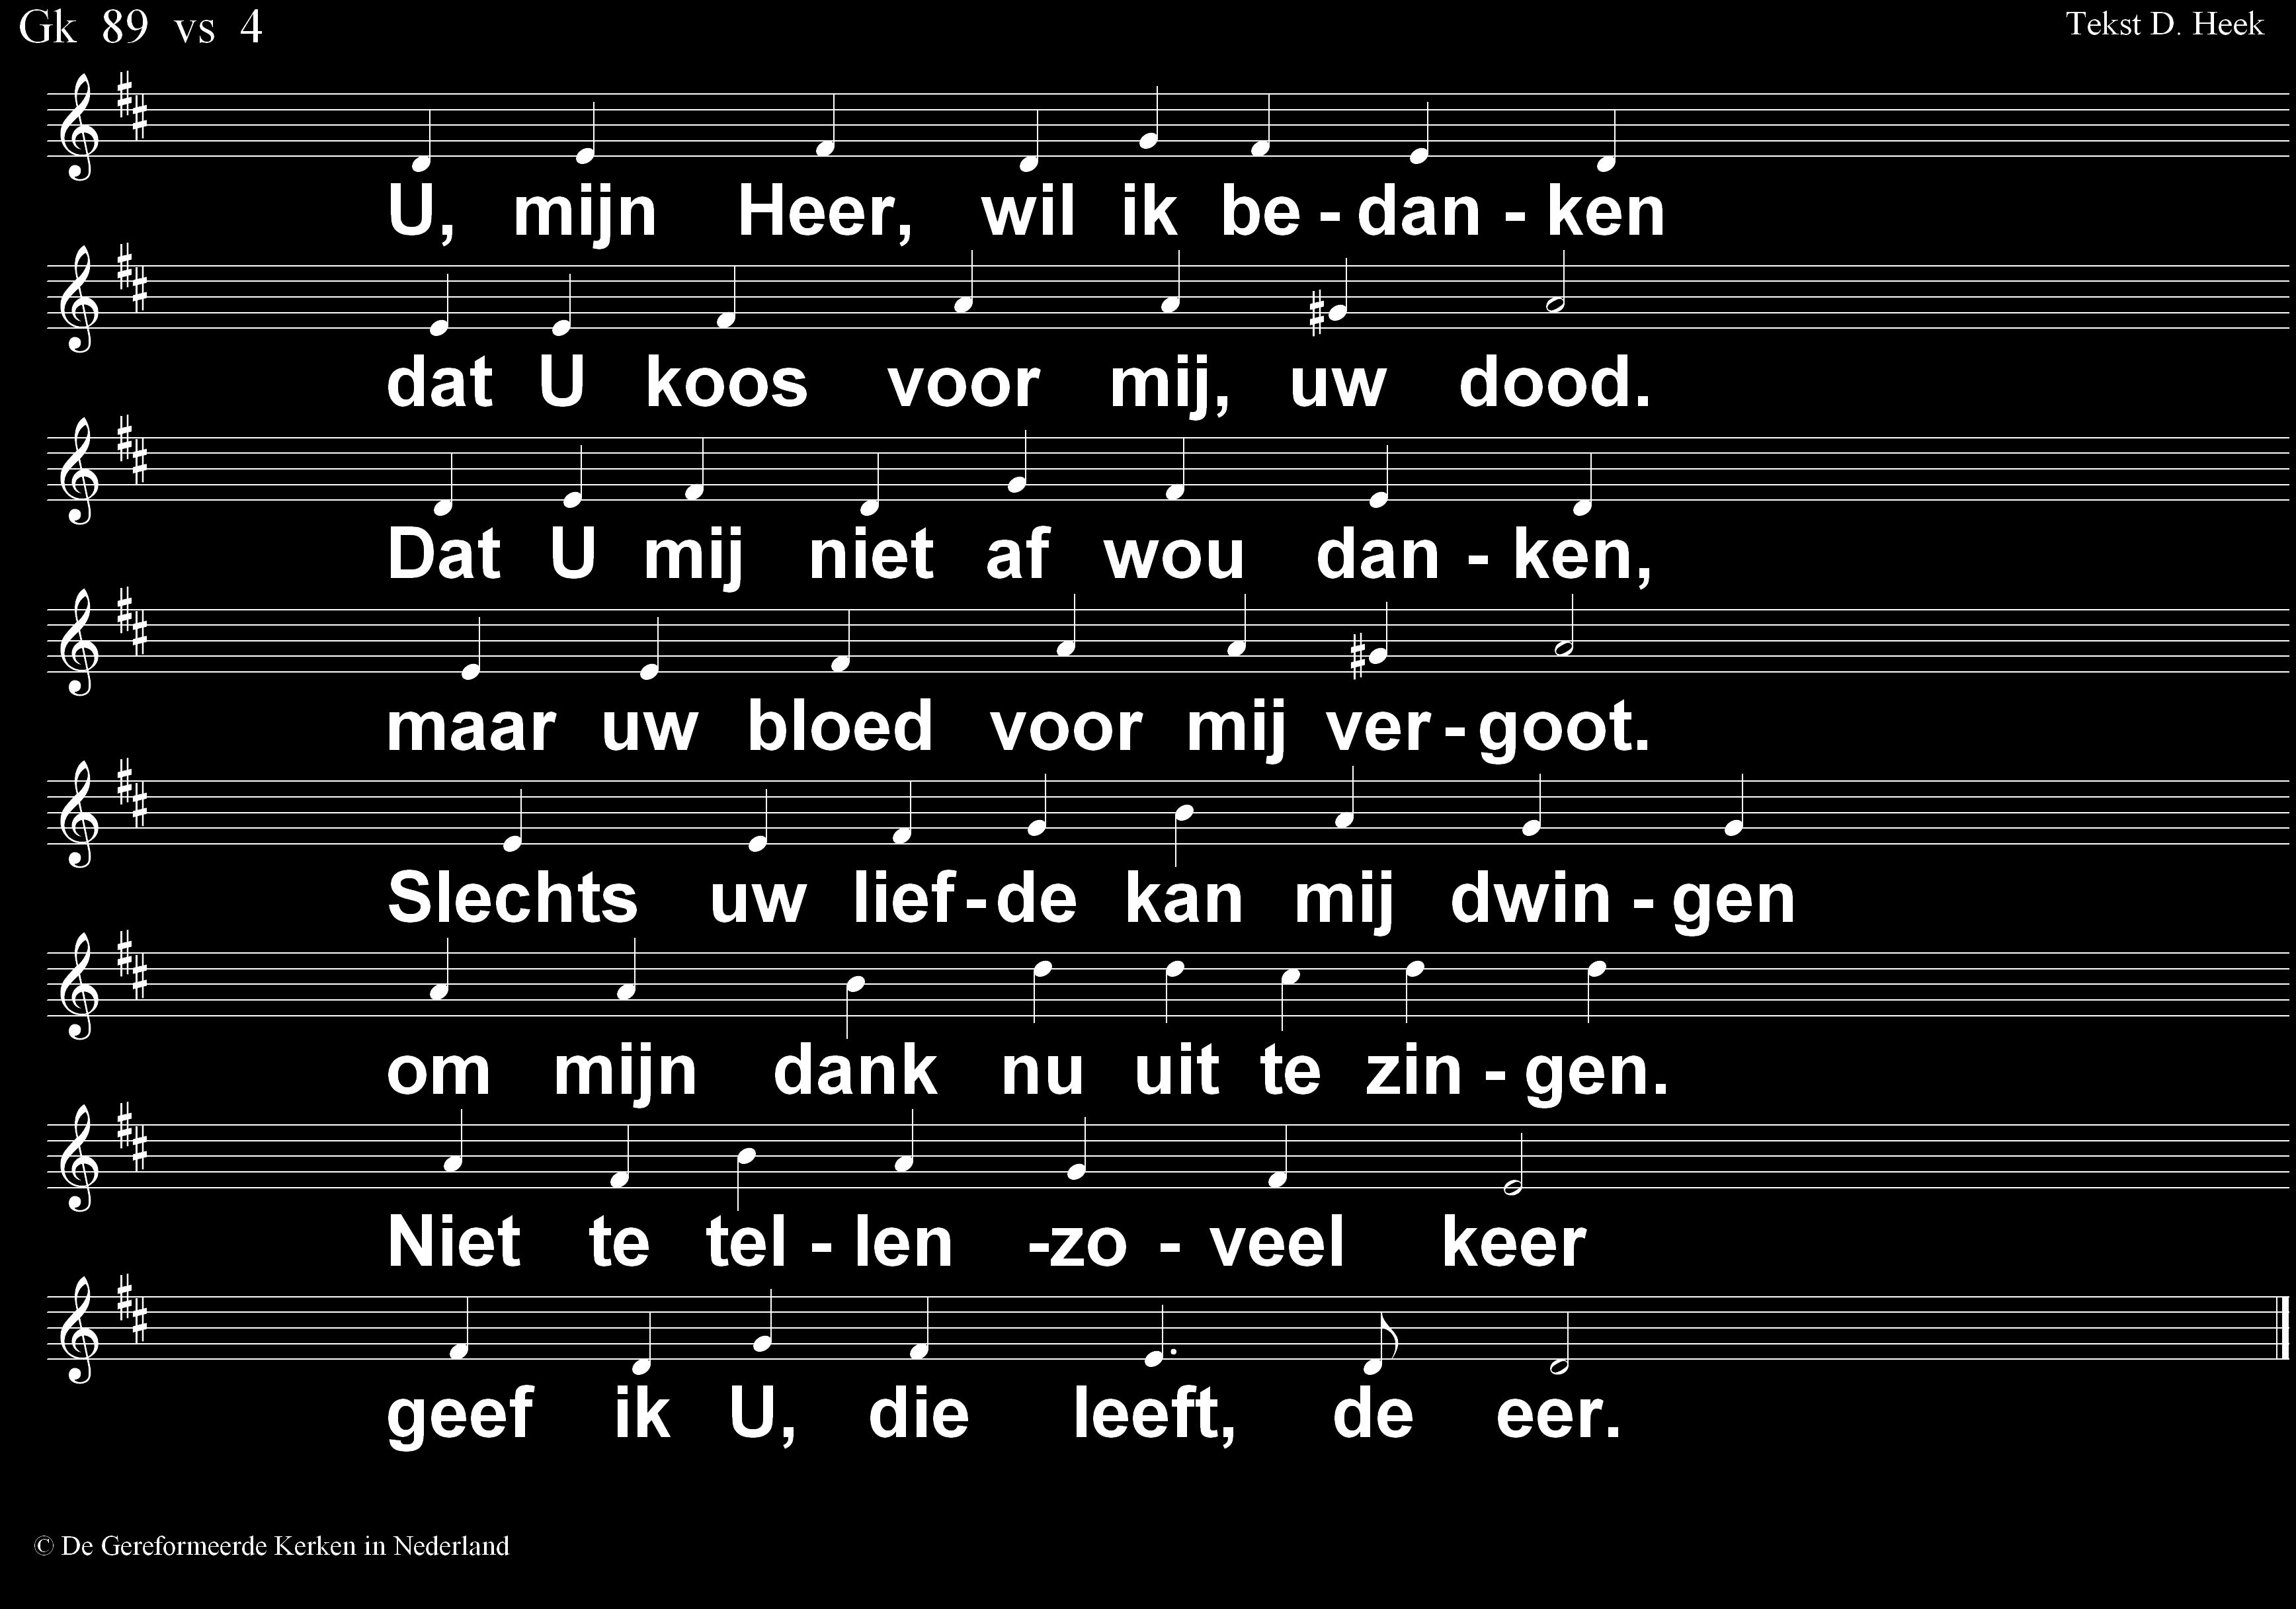 Gk 89 vs 4
Tekst D. Heek
U, mijn Heer, wil ik be - dan - ken
dat U koos voor mij, uw dood.
Dat U mij niet af wou dan - ken,
maar uw bloed voor mij ver - goot.
Slechts uw lief - de kan mij dwin - gen
om mijn dank nu uit te zin - gen.
Niet te tel - len -zo - veel keer
geef ik U, die leeft, de eer.
© De Gereformeerde Kerken in Nederland